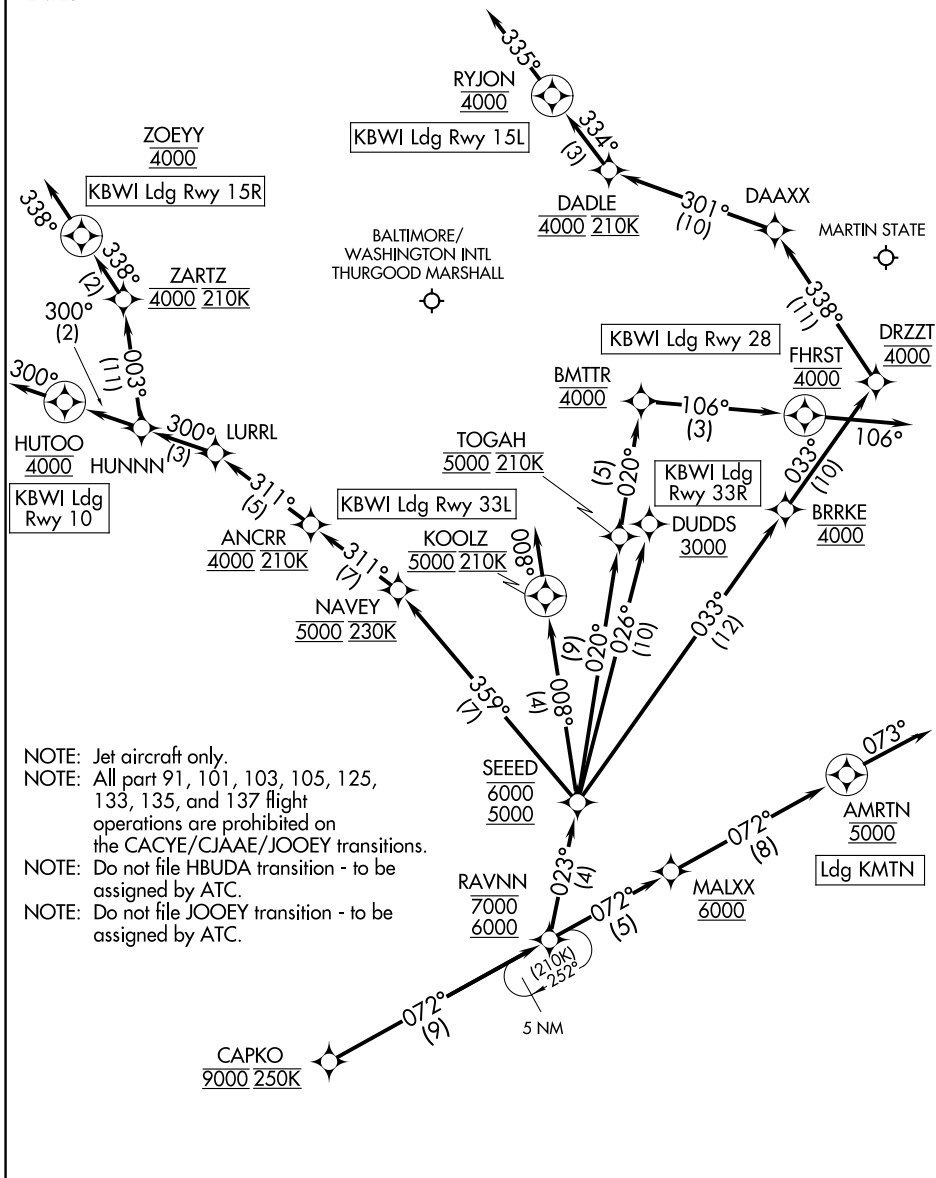 335°
RYJON
4000
KBWI Ldg Rwy 15L
334°
(3)
ZOEYY
4000
KBWI Ldg Rwy 15R
338°
338°
(2)
ZARTZ
4000 210K
300°
(2)
003°
(11)
300°
HUTOO
4000
KBWI Ldg
Rwy 10
HUNNN
300°
(3)
LURRL
BALTIMORE/
WASHINGTON INTL
THURGOOD MARSHALL
DADLE
4000 210K
301°
(10)
DAAXX
MARTIN STATE
338°
(11)
KBWI Ldg Rwy 28
DRZZT
4000
FHRST
4000
BMTTR
4000
106°
(3)
106°
TOGAH
5000 210K
020°
(5)
KBWI Ldg
Rwy 33R
DUDDS
3000
033°
(10)
BRRKE
4000
311°
(5)
ANCRR
4000 210K
KBWI Ldg Rwy 33L
KOOLZ
5000 210K
008°
311°
(7)
NAVEY
5000 230K
359°
(7)
008°
(4)
020°
(9)
026°
(10)
033°
(12)
NOTE: Jet aircraft only.
NOTE: All part 91, 101, 103, 105, 125,
133, 135, and 137 flight
operations are prohibited on
the CACYE/CJAAE/JOOEY transitions.
NOTE: Do not file HBUDA transition - to be
assigned by ATC.
NOTE: Do not file JOOEY transition - to be
assigned by ATC.
SEEED
6000
5000
073°
AMRTN
5000
Ldg KMTN
072°
(8)
MALXX
6000
023°
(4)
RAVNN
7000
6000
072°
(5)
(210K)
252°
5 NM
072°
(9)
CAPKO
9000 250K